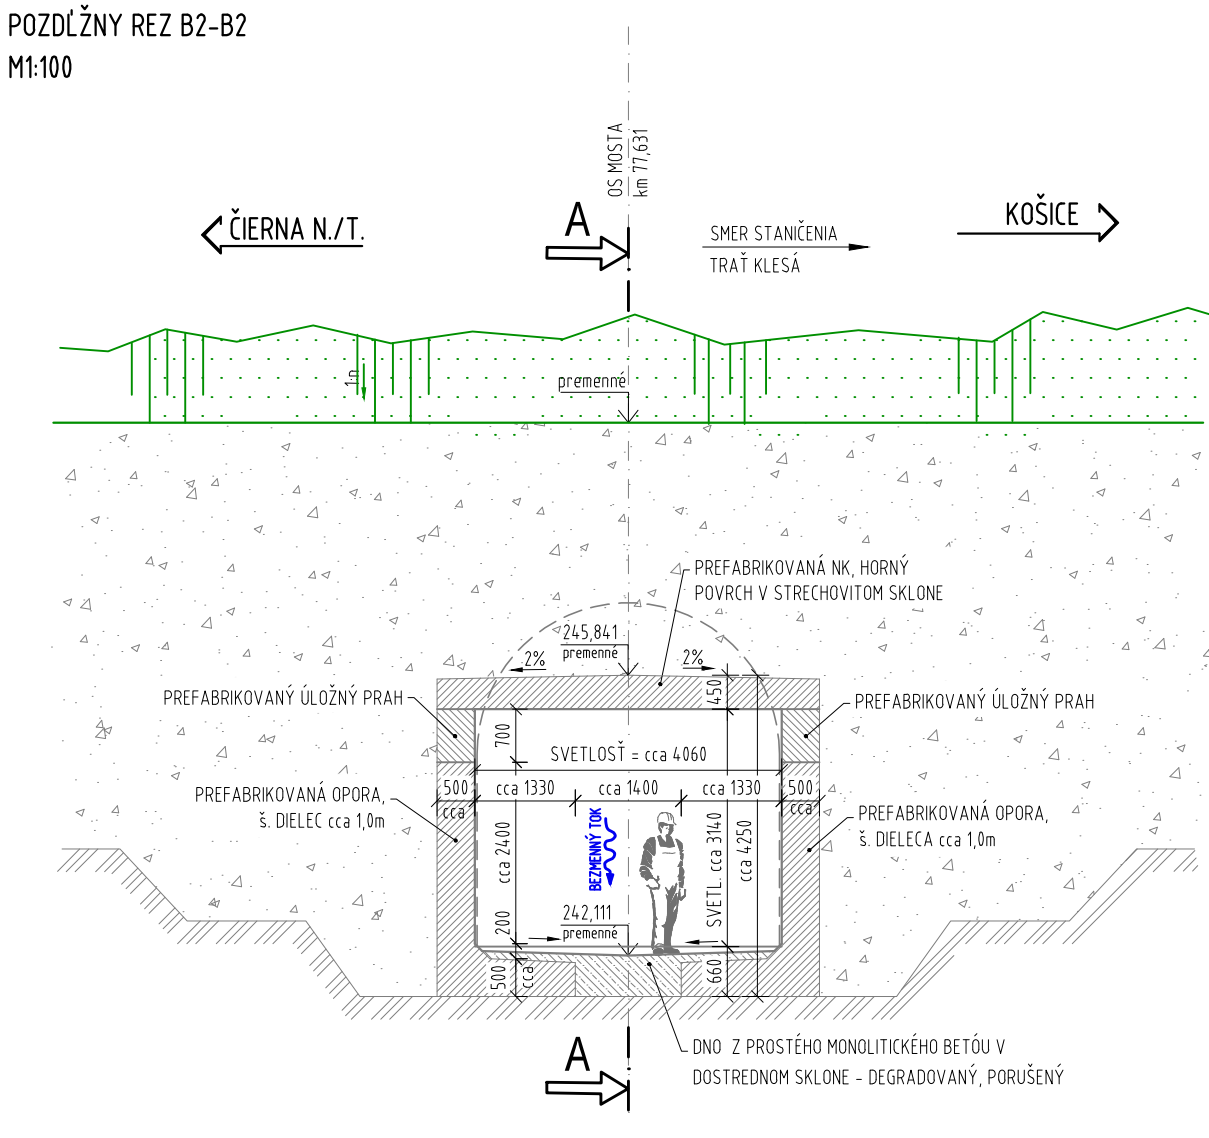 POZDĹŽNY REZ B2-B2
M1:100
OS MOSTA
km 77,631
A
ČIERNA N./T.
KOŠICE
SMER STANIČENIA
TRAŤ KLESÁ
1:n
premenné
PREFABRIKOVANÁ NK, HORNÝ
POVRCH V STRECHOVITOM SKLONE
245,841
premenné
2%
2%
450
PREFABRIKOVANÝ ÚLOŽNÝ PRAH
PREFABRIKOVANÝ ÚLOŽNÝ PRAH
700
SVETLOSŤ = cca 4060
500
cca
cca 1330
cca 1400
cca 1330
500
cca
PREFABRIKOVANÁ OPORA,
š. DIELEC cca 1,0m
PREFABRIKOVANÁ OPORA,
š. DIELECA cca 1,0m
cca 2400
BEZMENNÝ TOK
SVETL. cca 3140
cca 4250
200
242,111
premenné
500
cca
660
DNO Z PROSTÉHO MONOLITICKÉHO BETÓU V
DOSTREDNOM SKLONE - DEGRADOVANÝ, PORUŠENÝ
A